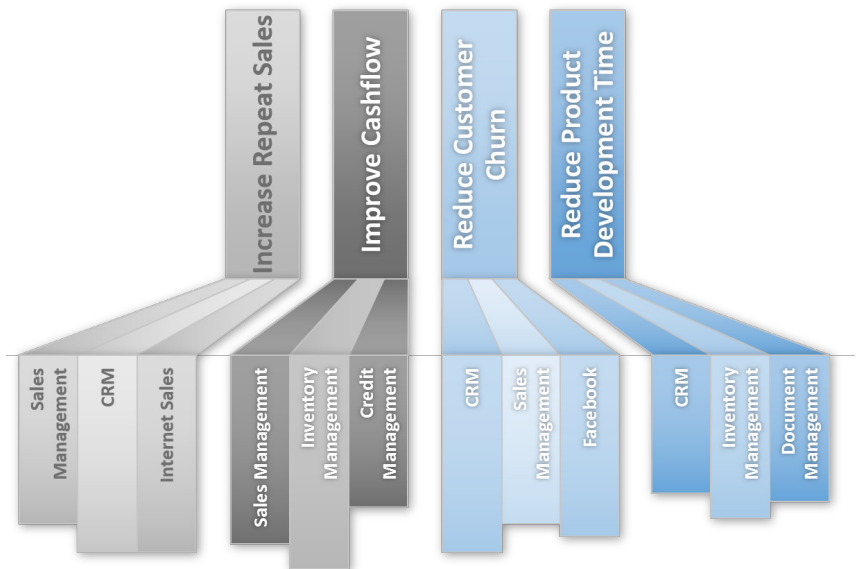 Increase Repeat Sales
Improve Cashflow
Reduce Customer
Churn
Reduce Product
Development Time
Sales
Management
CRM
Internet Sales
Sales Management
Inventory
Management
Credit
Management
CRM
Sales
Management
Facebook
CRM
Inventory
Management
Document
Management